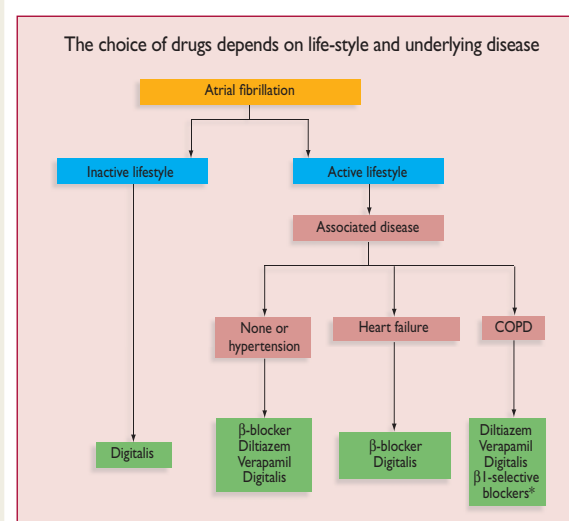 The choice of drugs depends on life-style and underlying disease
Atrial fibrillation
Inactive lifestyle
Active lifestyle
Associated disease
None or
hypertension
Heart failure
COPD
Digitalis
β-blocker
Diltiazem
Verapamil
Digitalis
β-blocker
Digitalis
Diltiazem
Verapamil
Digitalis
β1-selective
blockers*